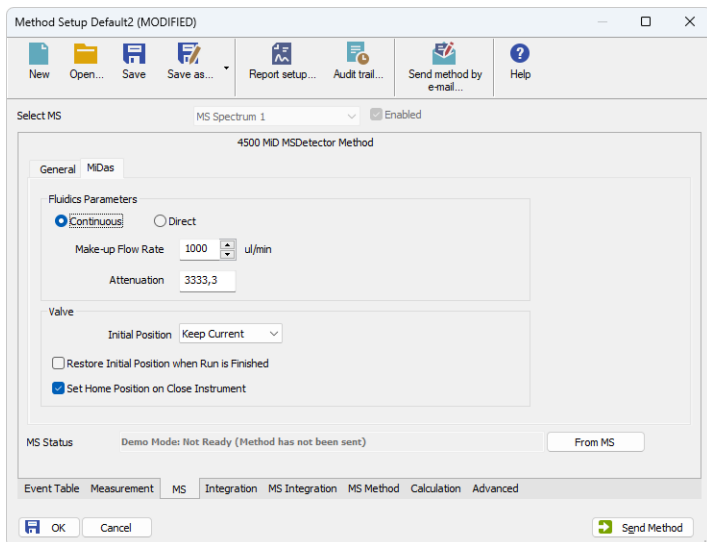 Method Setup Default2 (MODIFIED)
New Open... Save Save as... Report setup... Audit trail... Send method by e-mail... Help
Select MS MS Spectrum 1 Enabled
4500 MiD MSDetector Method
General MiDas
Fluidics Parameters
Continuous Direct
Make-up Flow Rate 1000 ul/min
Attenuation 3333,3
Valve
Initial Position Keep Current
Restore Initial Position when Run is Finished
Set Home Position on Close Instrument
MS Status Demo Mode: Not Ready (Method has not been sent) From MS
Event Table Measurement MS Integration MS Integration MS Method Calculation Advanced
OK Cancel Send Method